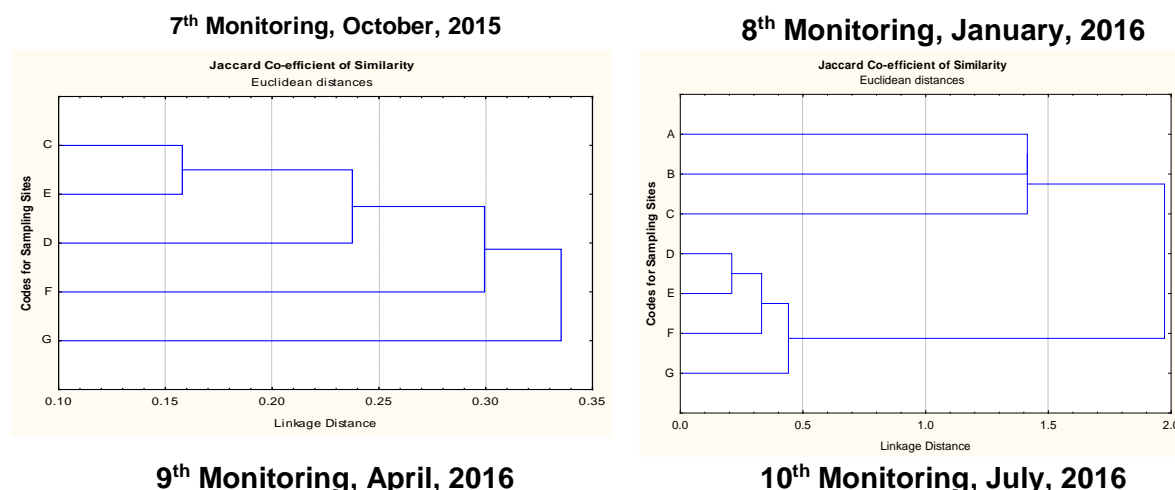 7th Monitoring, October, 2015
Jaccard Co-efficient of Similarity
Euclidean distances
Codes for Sampling Sites
C
E
D
F
G
0.10 0.15 0.20 0.25 0.30 0.35
Linkage Distance
8th Monitoring, January, 2016
Jaccard Co-efficient of Similarity
Euclidean distances
Codes for Sampling Sites
A
B
C
D
E
F
G
0.0 0.5 1.0 1.5 2.0
Linkage Distance
9th Monitoring, April, 2016
10th Monitoring, July, 2016